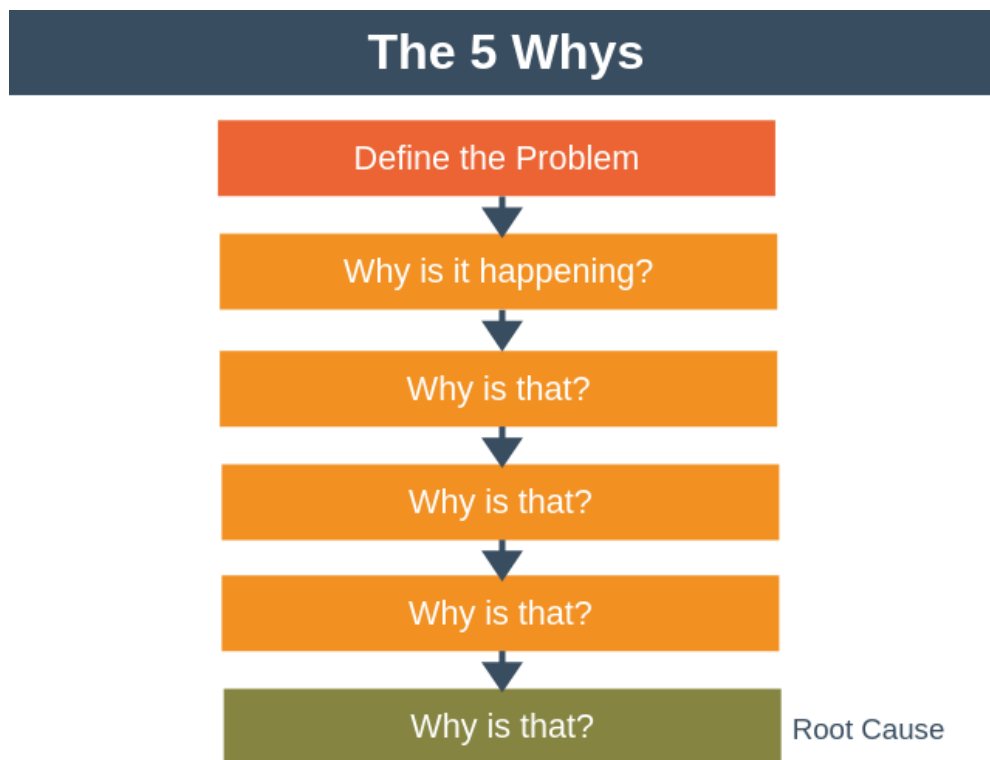 The 5 Whys
Define the Problem
Why is it happening?
Why is that?
Why is that?
Why is that?
Why is that?
Root Cause